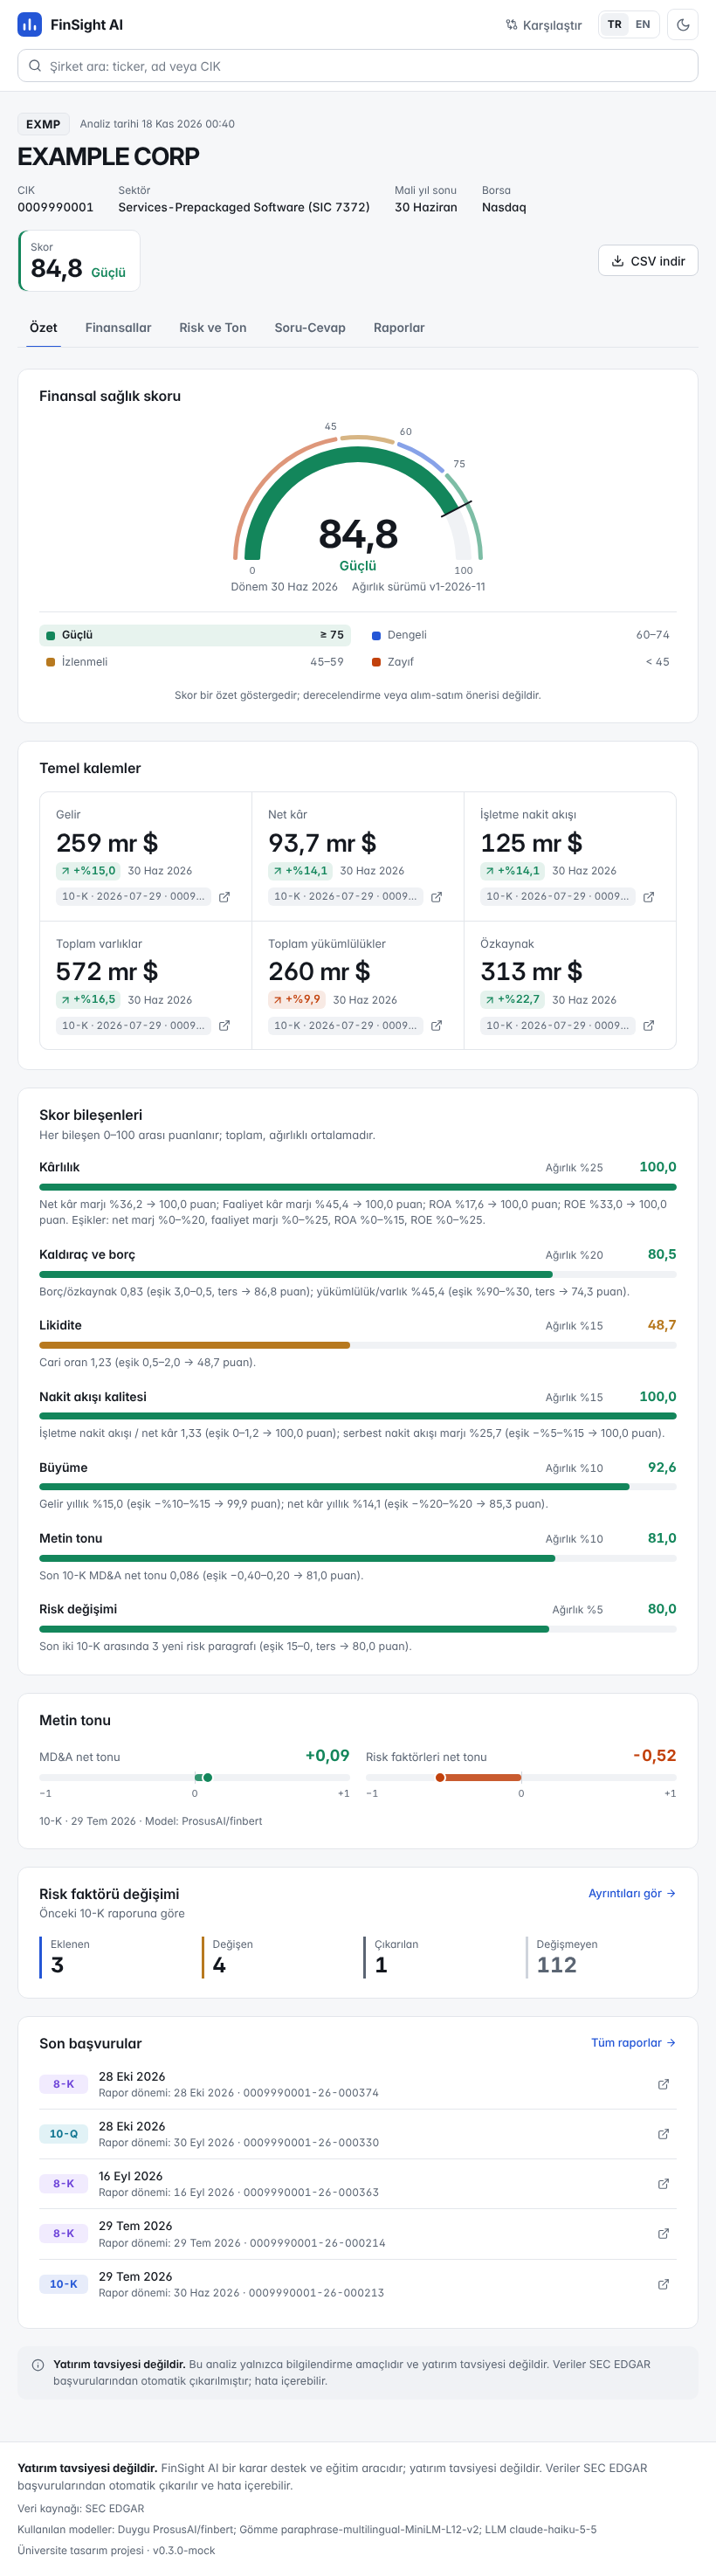 FinSight AI
Karşılaştır
TR EN
Şirket ara: ticker, ad veya CIK
EXMP Analiz tarihi 18 Kas 2026 00:40
EXAMPLE CORP
CIK Sektör Mali yıl sonu Borsa
0009990001 Services-Prepackaged Software (SIC 7372) 30 Haziran Nasdaq
Skor
84,8 Güçlü
CSV indir
Özet Finansallar Risk ve Ton Soru-Cevap Raporlar
Finansal sağlık skoru
45 60
75
84,8
Güçlü
0 100
Dönem 30 Haz 2026 Ağırlık sürümü v1-2026-11
Güçlü ≥ 75 Dengeli 60–74
İzlenmeli 45–59 Zayıf < 45
Skor bir özet göstergedir; derecelendirme veya alım-satım önerisi değildir.
Temel kalemler
Gelir Net kâr İşletme nakit akışı
259 mr $ 93,7 mr $ 125 mr $
+%15,0 30 Haz 2026 +%14,1 30 Haz 2026 +%14,1 30 Haz 2026
10-K · 2026-07-29 · 0009… 10-K · 2026-07-29 · 0009… 10-K · 2026-07-29 · 0009…
Toplam varlıklar Toplam yükümlülükler Özkaynak
572 mr $ 260 mr $ 313 mr $
+%16,5 30 Haz 2026 +%9,9 30 Haz 2026 +%22,7 30 Haz 2026
10-K · 2026-07-29 · 0009… 10-K · 2026-07-29 · 0009… 10-K · 2026-07-29 · 0009…
Skor bileşenleri
Her bileşen 0–100 arası puanlanır; toplam, ağırlıklı ortalamadır.
Kârlılık Ağırlık %25 100,0
Net kâr marjı %36,2 → 100,0 puan; Faaliyet kâr marjı %45,4 → 100,0 puan; ROA %17,6 → 100,0 puan; ROE %33,0 → 100,0
puan. Eşikler: net marj %0–%20, faaliyet marjı %0–%25, ROA %0–%15, ROE %0–%25.
Kaldıraç ve borç Ağırlık %20 80,5
Borç/özkaynak 0,83 (eşik 3,0–0,5, ters → 86,8 puan); yükümlülük/varlık %45,4 (eşik %90–%30, ters → 74,3 puan).
Likidite Ağırlık %15 48,7
Cari oran 1,23 (eşik 0,5–2,0 → 48,7 puan).
Nakit akışı kalitesi Ağırlık %15 100,0
İşletme nakit akışı / net kâr 1,33 (eşik 0–1,2 → 100,0 puan); serbest nakit akışı marjı %25,7 (eşik −%5–%15 → 100,0 puan).
Büyüme Ağırlık %10 92,6
Gelir yıllık %15,0 (eşik −%10–%15 → 99,9 puan); net kâr yıllık %14,1 (eşik −%20–%20 → 85,3 puan).
Metin tonu Ağırlık %10 81,0
Son 10-K MD&A net tonu 0,086 (eşik −0,40–0,20 → 81,0 puan).
Risk değişimi Ağırlık %5 80,0
Son iki 10-K arasında 3 yeni risk paragrafı (eşik 15–0, ters → 80,0 puan).
Metin tonu
MD&A net tonu +0,09 Risk faktörleri net tonu -0,52
−1 0 +1 −1 0 +1
10-K · 29 Tem 2026 · Model: ProsusAI/finbert
Risk faktörü değişimi Ayrıntıları gör →
Önceki 10-K raporuna göre
Eklenen Değişen Çıkarılan Değişmeyen
3 4 1 112
Son başvurular Tüm raporlar →
8-K 28 Eki 2026
Rapor dönemi: 28 Eki 2026 · 0009990001-26-000374
10-Q 28 Eki 2026
Rapor dönemi: 30 Eyl 2026 · 0009990001-26-000330
8-K 16 Eyl 2026
Rapor dönemi: 16 Eyl 2026 · 0009990001-26-000363
8-K 29 Tem 2026
Rapor dönemi: 29 Tem 2026 · 0009990001-26-000214
10-K 29 Tem 2026
Rapor dönemi: 30 Haz 2026 · 0009990001-26-000213
Yatırım tavsiyesi değildir. Bu analiz yalnızca bilgilendirme amaçlıdır ve yatırım tavsiyesi değildir. Veriler SEC EDGAR
başvurularından otomatik çıkarılmıştır; hata içerebilir.
Yatırım tavsiyesi değildir. FinSight AI bir karar destek ve eğitim aracıdır; yatırım tavsiyesi değildir. Veriler SEC EDGAR
başvurularından otomatik çıkarılır ve hata içerebilir.
Veri kaynağı: SEC EDGAR
Kullanılan modeller: Duygu ProsusAI/finbert; Gömme paraphrase-multilingual-MiniLM-L12-v2; LLM claude-haiku-5-5
Üniversite tasarım projesi · v0.3.0-mock